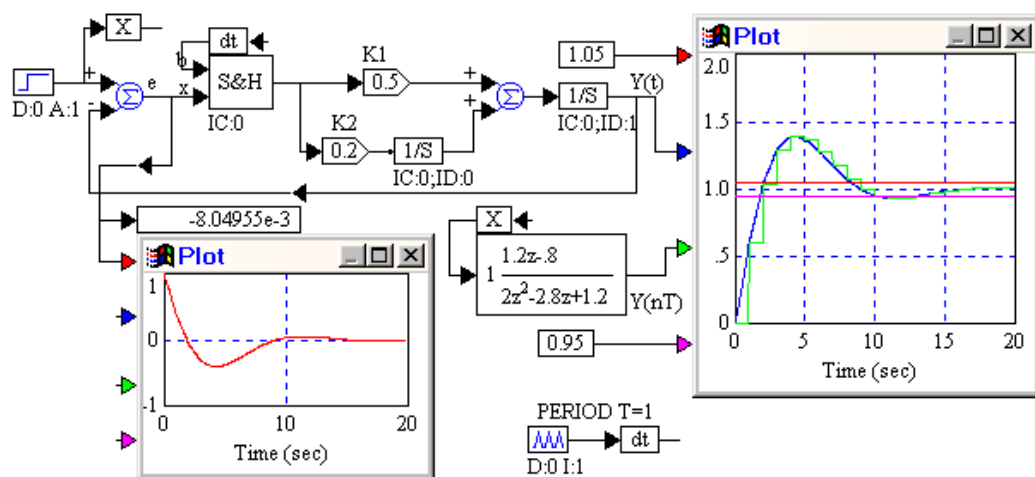 X
dt
D:0 A:1
+
-
e
b
x
S&H
IC:0
K1
0.5
K2
0.2
1/S
IC:0;ID:0
+
+
1/S
IC:0;ID:1
Y(t)
1.05
Plot
2.0
1.5
1.0
.5
0
0 5 10 15 20
Time (sec)
-8.04955e-3
Plot
1
0
-1
0 10 20
Time (sec)
X
1 1.2z-.8
2z²-2.8z+1.2
Y(nT)
0.95
PERIOD T=1
dt
D:0 I:1